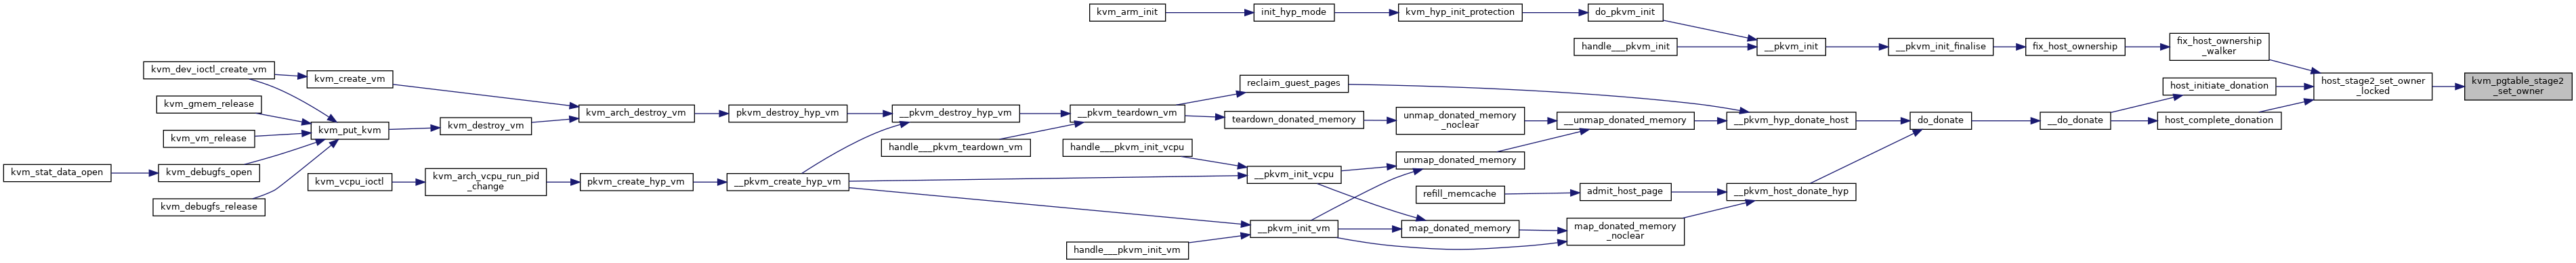 kvm_arm_init
init_hyp_mode
kvm_hyp_init_protection
do_pkvm_init
handle___pkvm_init
__pkvm_init
__pkvm_init_finalise
fix_host_ownership
fix_host_ownership
_walker
kvm_dev_ioctl_create_vm
kvm_create_vm
reclaim_guest_pages
host_initiate_donation
host_stage2_set_owner
_locked
kvm_pgtable_stage2
_set_owner
kvm_gmem_release
kvm_arch_destroy_vm
pkvm_destroy_hyp_vm
__pkvm_destroy_hyp_vm
__pkvm_teardown_vm
teardown_donated_memory
unmap_donated_memory
_noclear
__unmap_donated_memory
__pkvm_hyp_donate_host
do_donate
__do_donate
host_complete_donation
kvm_vm_release
kvm_put_kvm
kvm_destroy_vm
handle___pkvm_teardown_vm
handle___pkvm_init_vcpu
unmap_donated_memory
kvm_stat_data_open
kvm_debugfs_open
kvm_vcpu_ioctl
kvm_arch_vcpu_run_pid
_change
pkvm_create_hyp_vm
__pkvm_create_hyp_vm
__pkvm_init_vcpu
refill_memcache
admit_host_page
__pkvm_host_donate_hyp
kvm_debugfs_release
__pkvm_init_vm
map_donated_memory
map_donated_memory
_noclear
handle___pkvm_init_vm